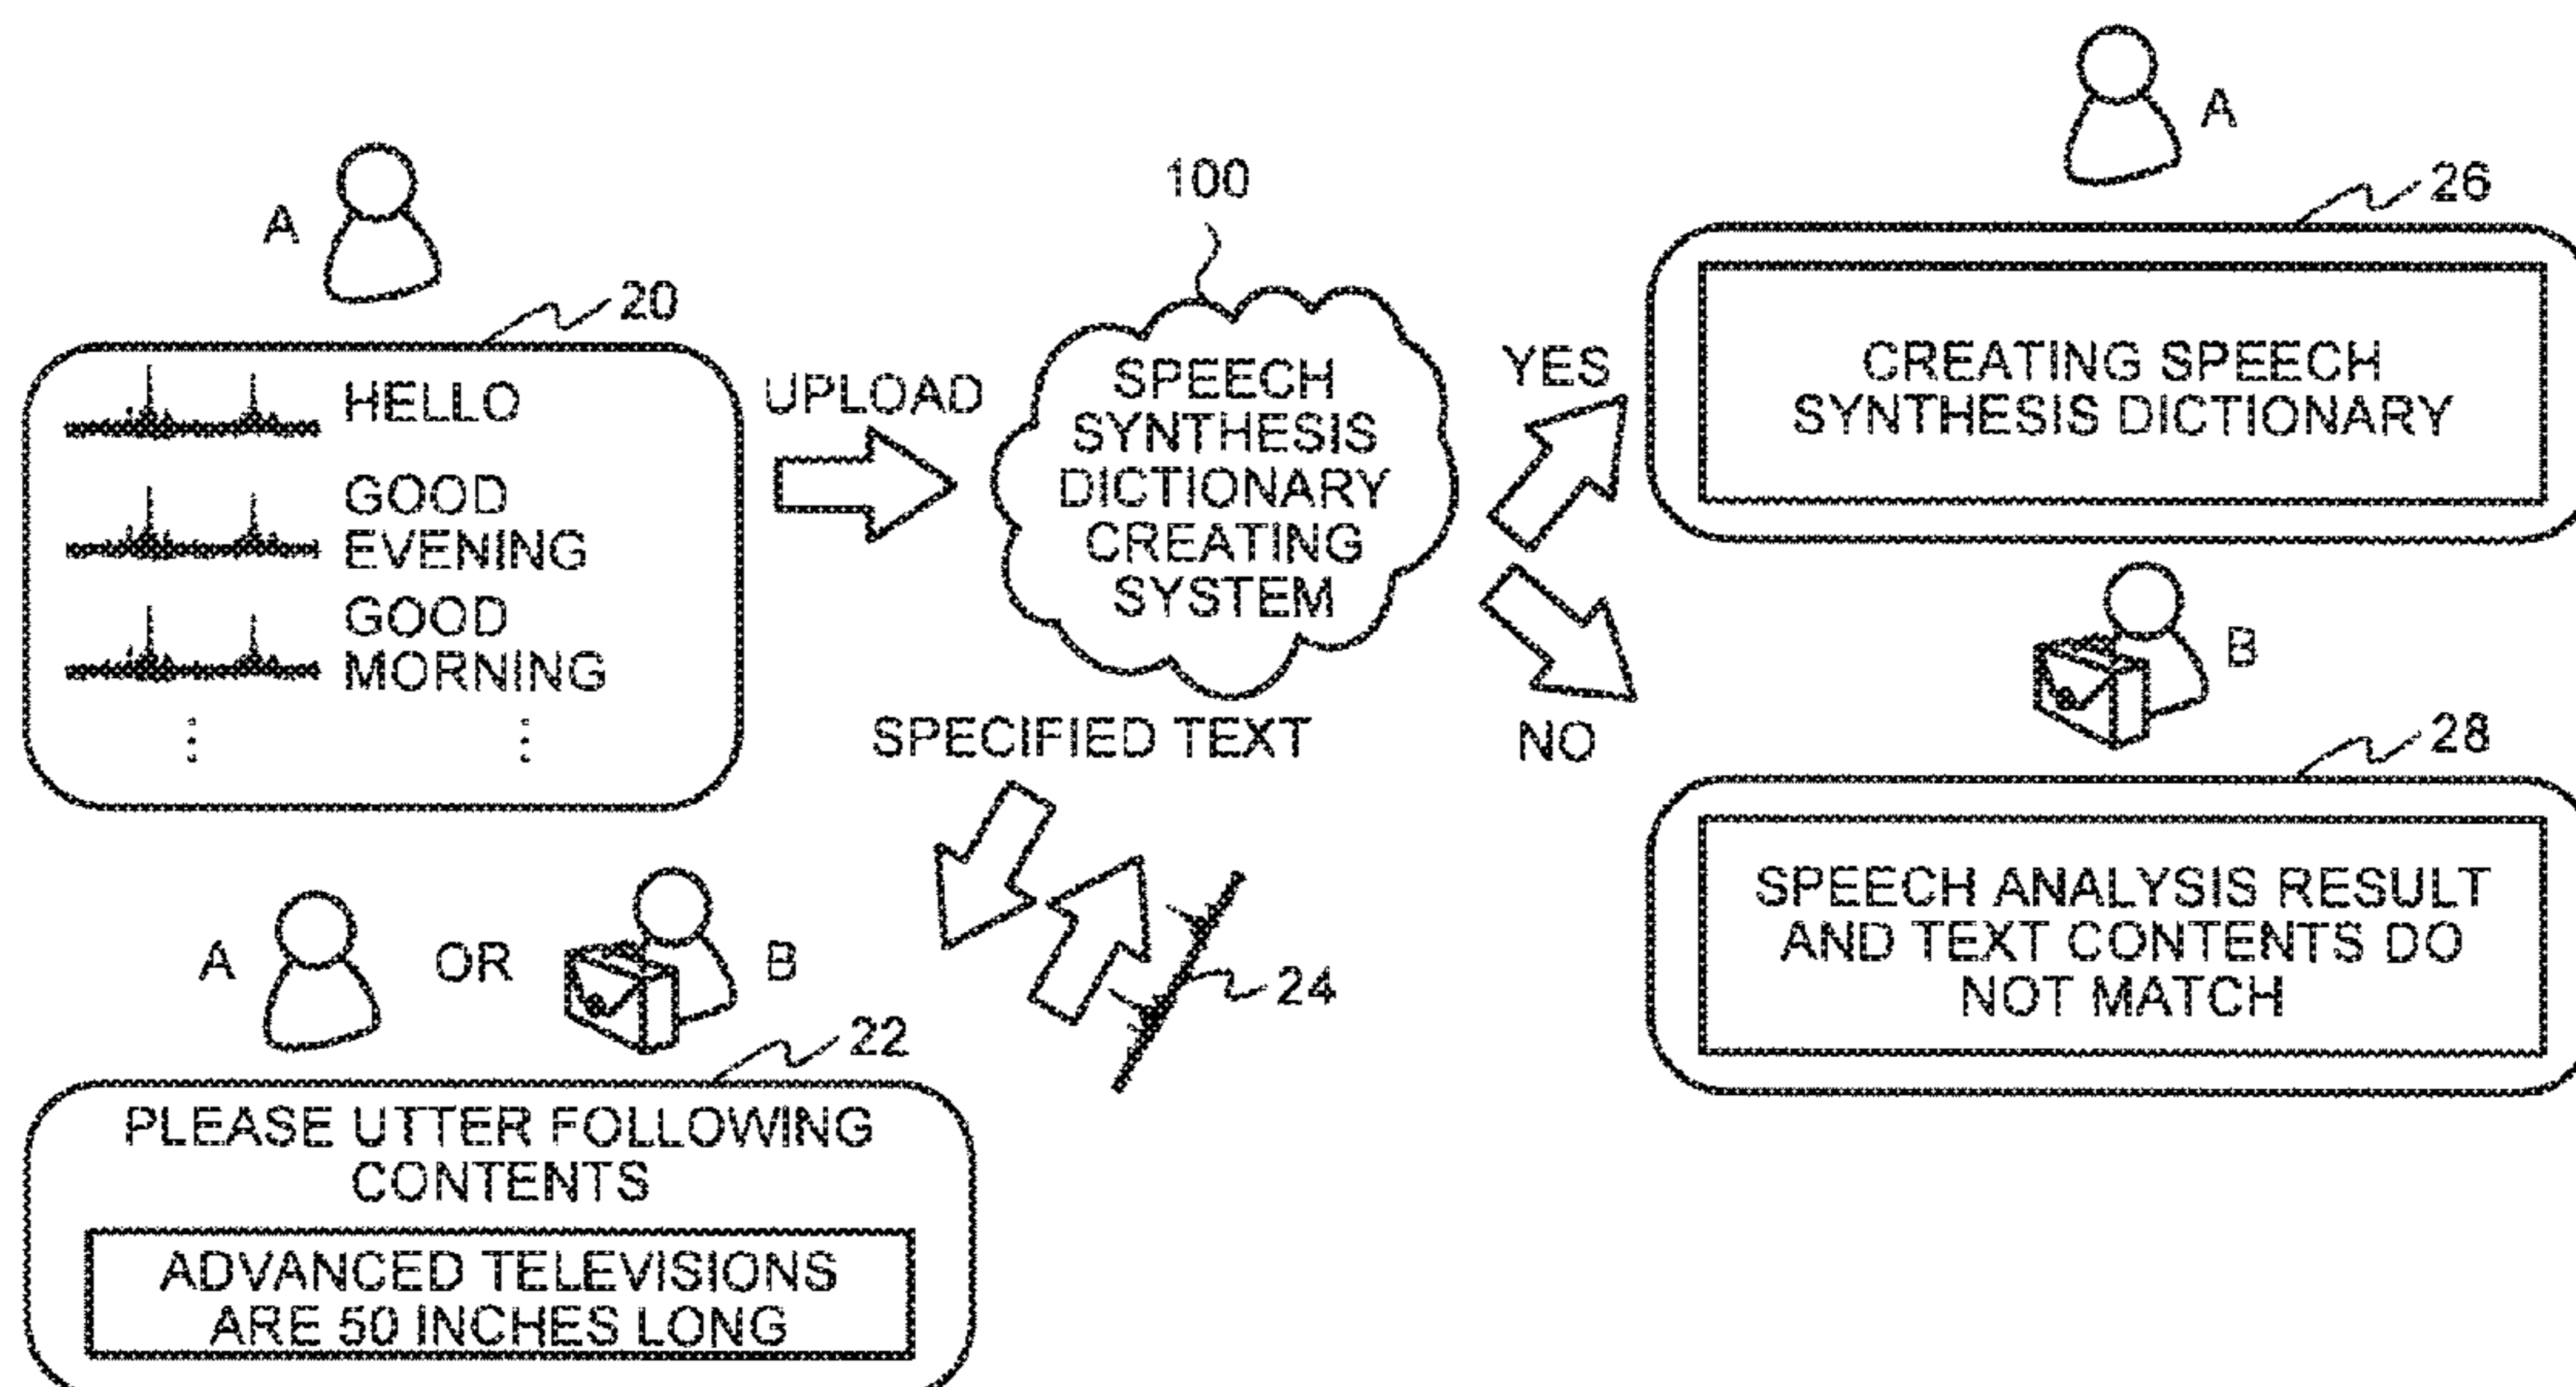 A
20
HELLO
GOOD
EVENING
GOOD
MORNING
UPLOAD
100
SPEECH
SYNTHESIS
DICTIONARY
CREATING
SYSTEM
SPECIFIED TEXT
24
A
OR
B
22
PLEASE UTTER FOLLOWING
CONTENTS
ADVANCED TELEVISIONS
ARE 50 INCHES LONG
YES
A
26
CREATING SPEECH
SYNTHESIS DICTIONARY
NO
B
28
SPEECH ANALYSIS RESULT
AND TEXT CONTENTS DO
NOT MATCH